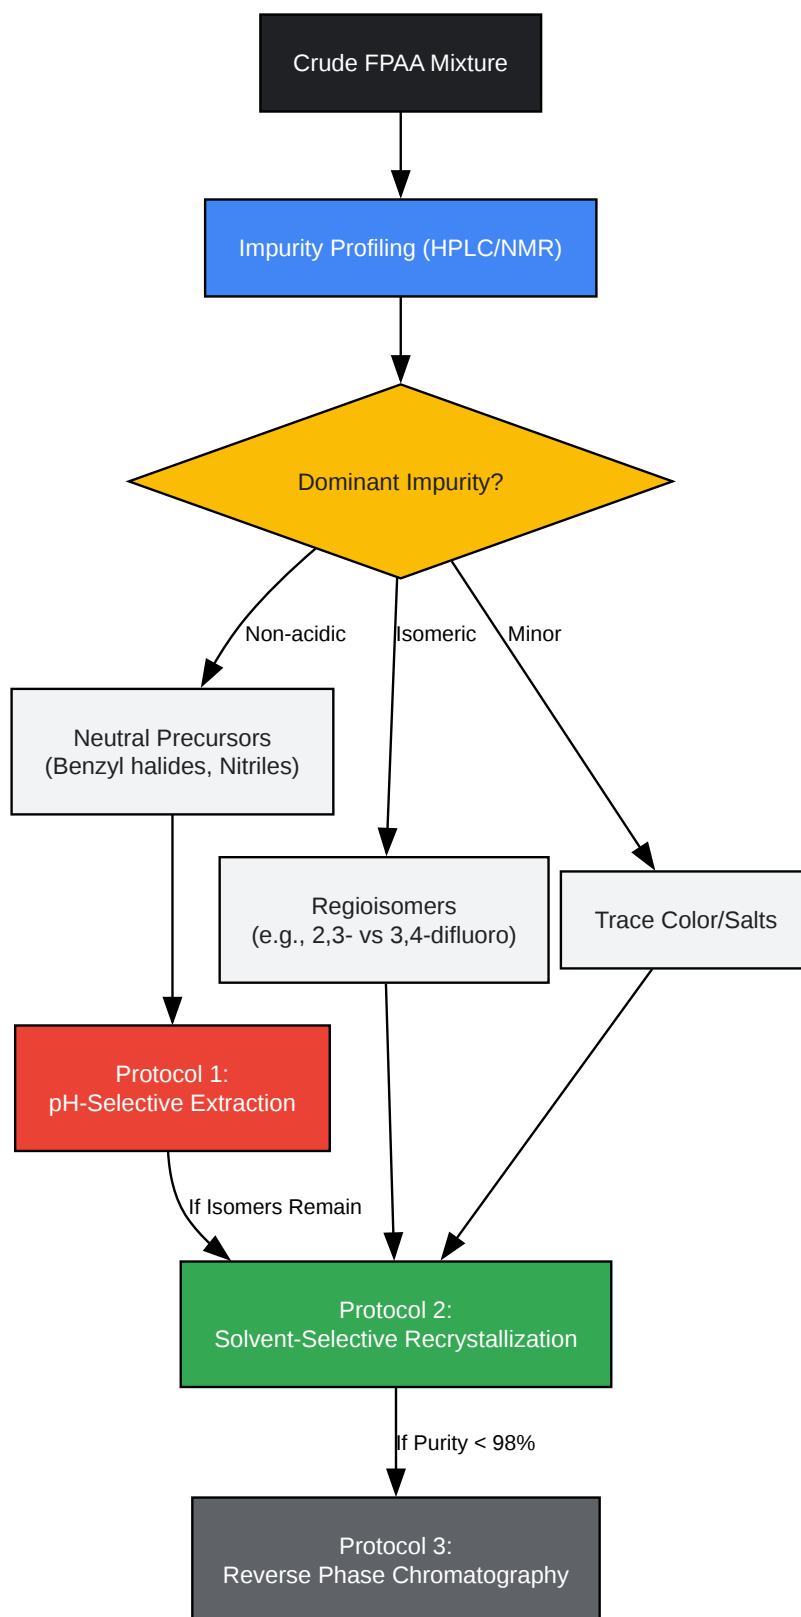 Crude FPAA Mixture
Impurity Profiling (HPLC/NMR)
Dominant Impurity?
Non-acidic
Isomeric
Minor
Neutral Precursors
(Benzyl halides, Nitriles)
Regioisomers
(e.g., 2,3- vs 3,4-difluoro)
Trace Color/Salts
Protocol 1:
pH-Selective Extraction
If Isomers Remain
Protocol 2:
Solvent-Selective Recrystallization
If Purity < 98%
Protocol 3:
Reverse Phase Chromatography